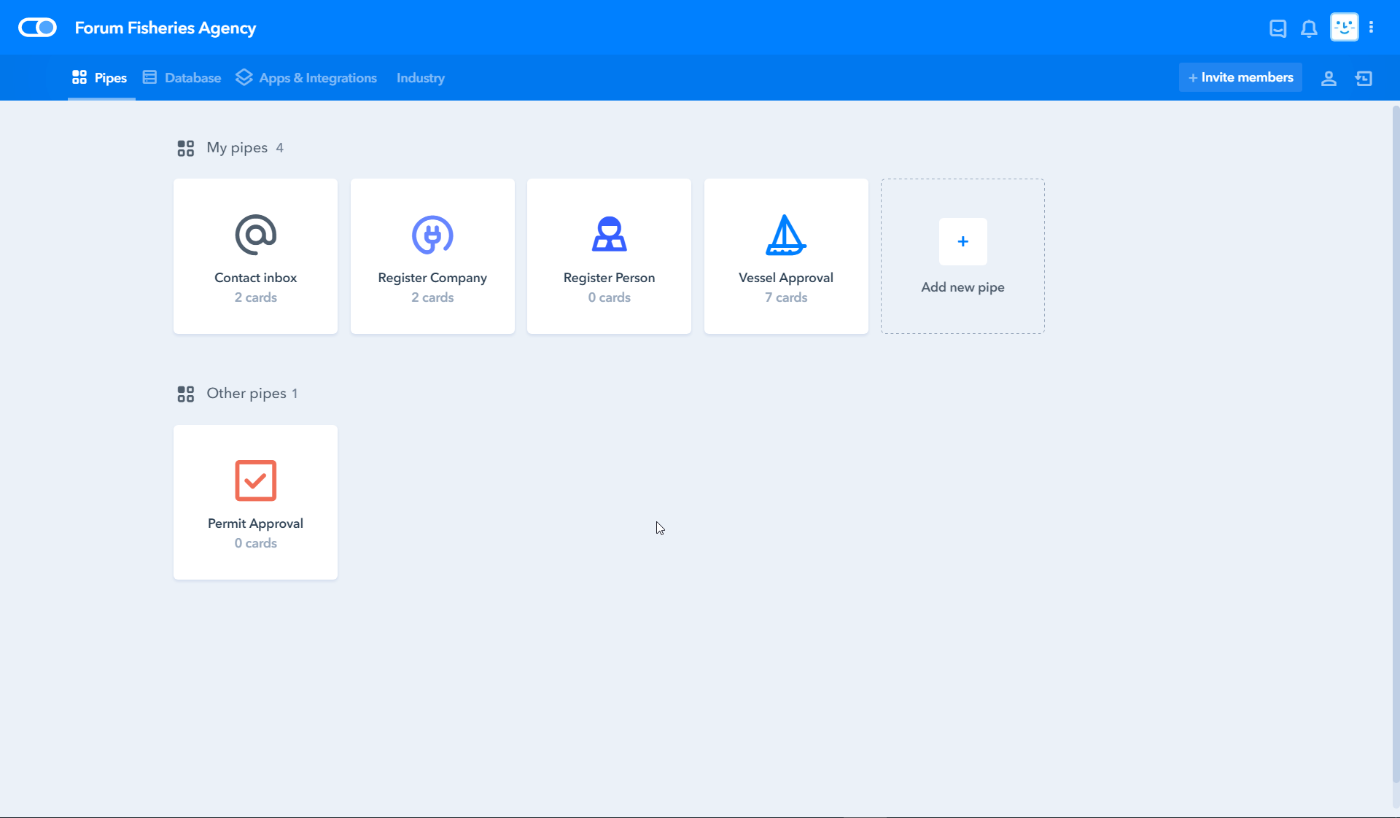 Forum Fisheries Agency
Pipes Database Apps & Integrations Industry + Invite members
My pipes 4
Contact inbox
2 cards
Register Company
2 cards
Register Person
0 cards
Vessel Approval
7 cards
+
Add new pipe
Other pipes 1
Permit Approval
0 cards